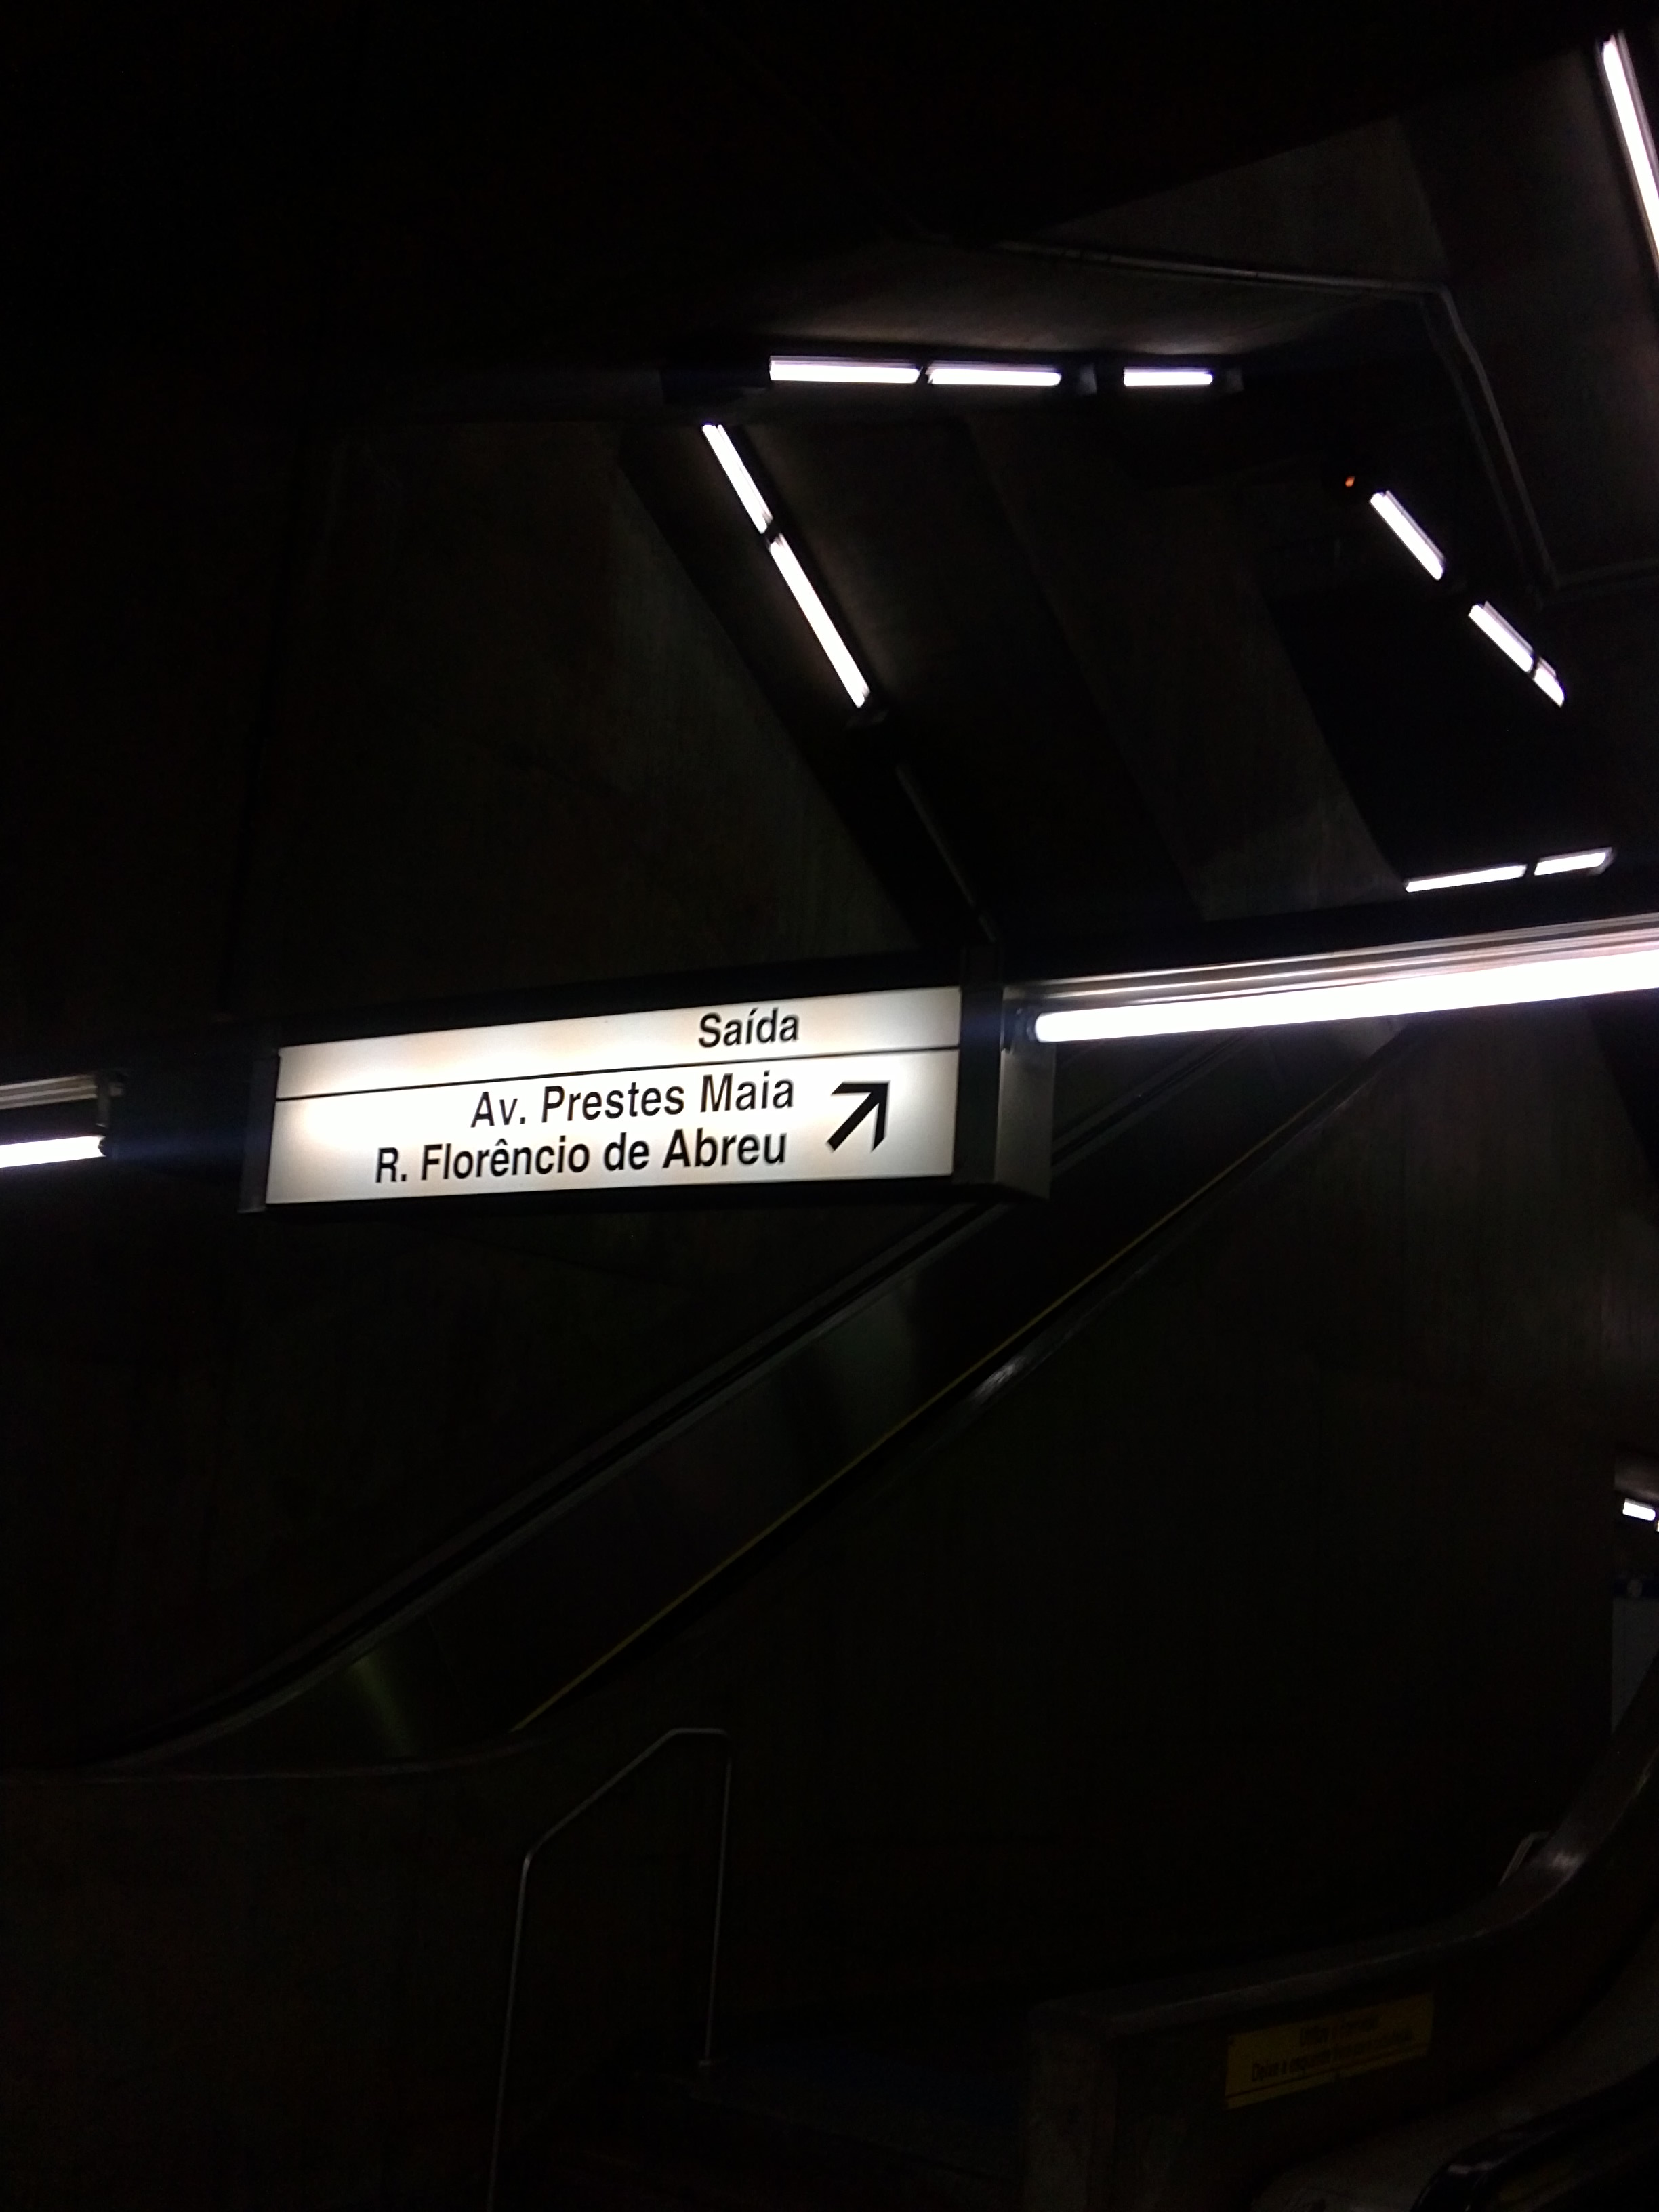 Saída
Av. Prestes Maia
R. Florêncio de Abreu